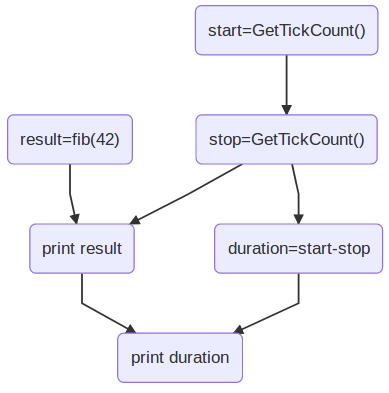 start=GetTickCount()
result=fib(42)
stop=GetTickCount()
print result
duration=start-stop
print duration